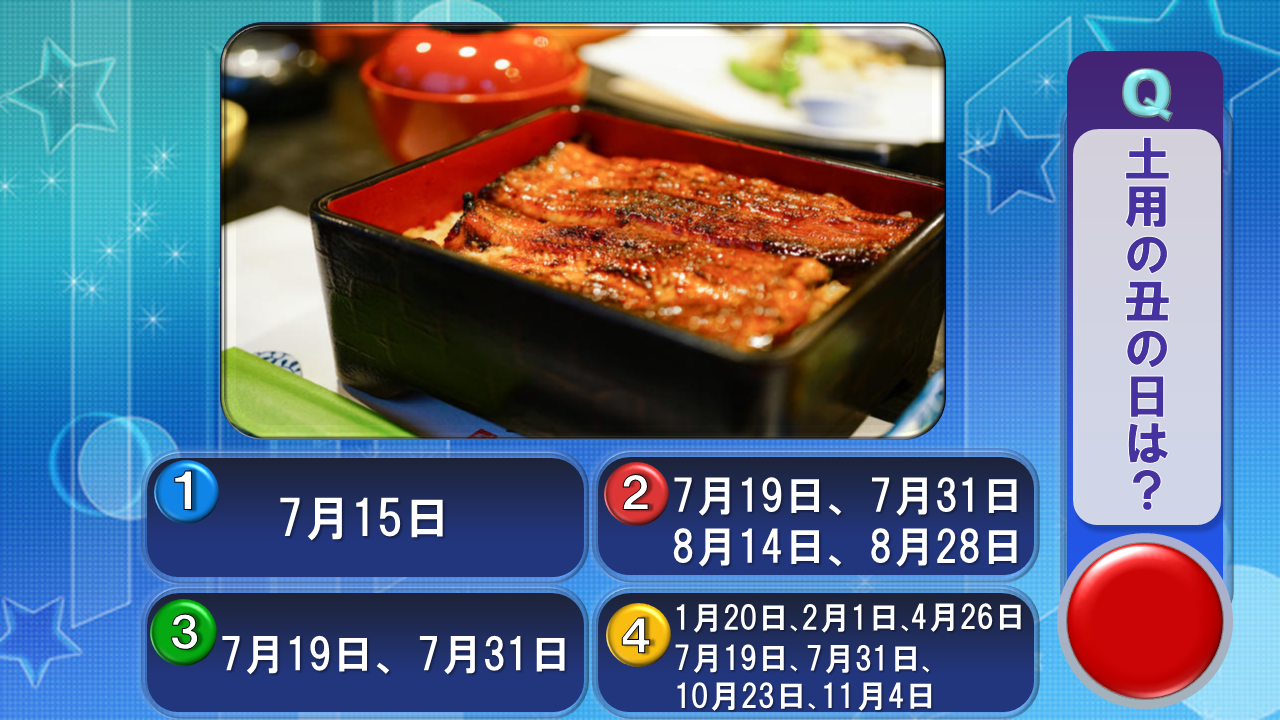 Q
土用の丑の日は？
1
7月15日
2
7月19日、7月31日
8月14日、8月28日
3
7月19日、7月31日
4
1月20日、2月1日、4月26日
7月19日、7月31日、
10月23日、11月4日